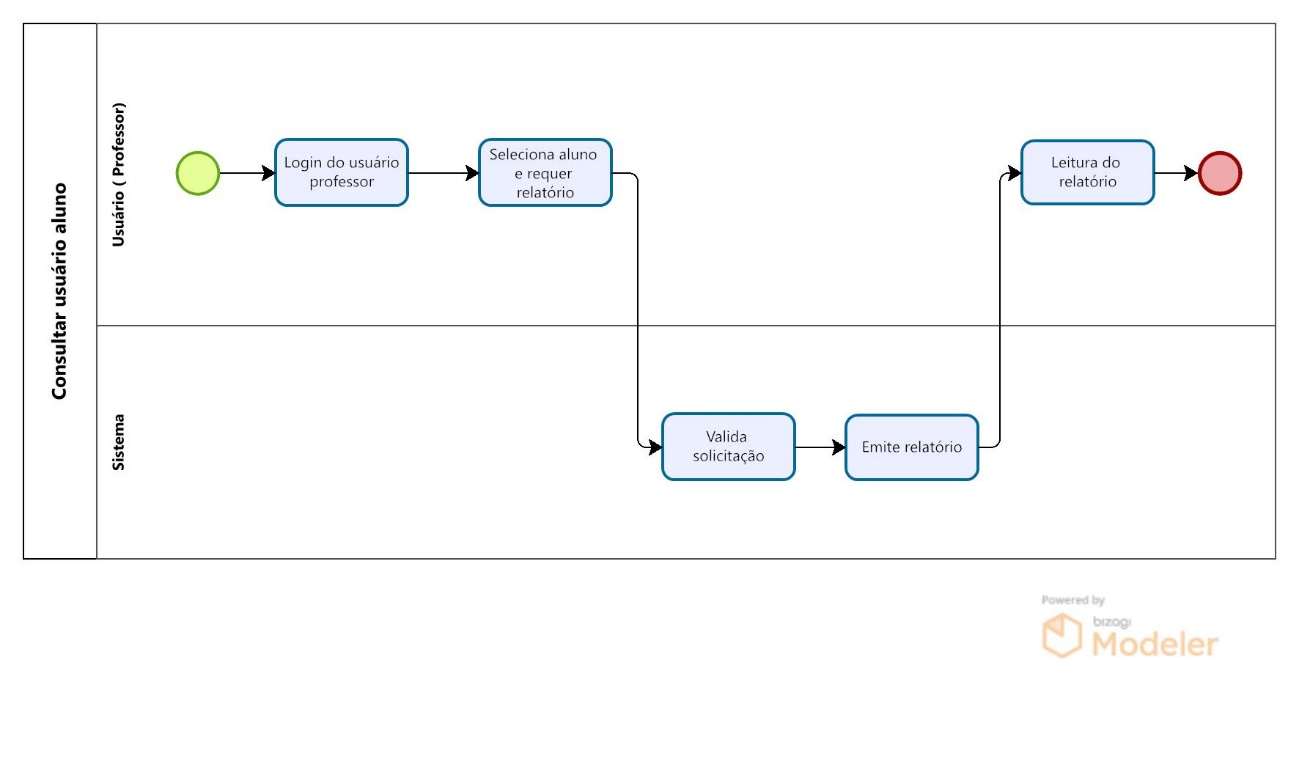 Consultar usuário aluno
Usuário ( Professor)
Login do usuário
professor
Seleciona aluno
e requer
relatório
Leitura do
relatório
Sistema
Valida
solicitação
Emite relatório
Powered by
bizagi
Modeler